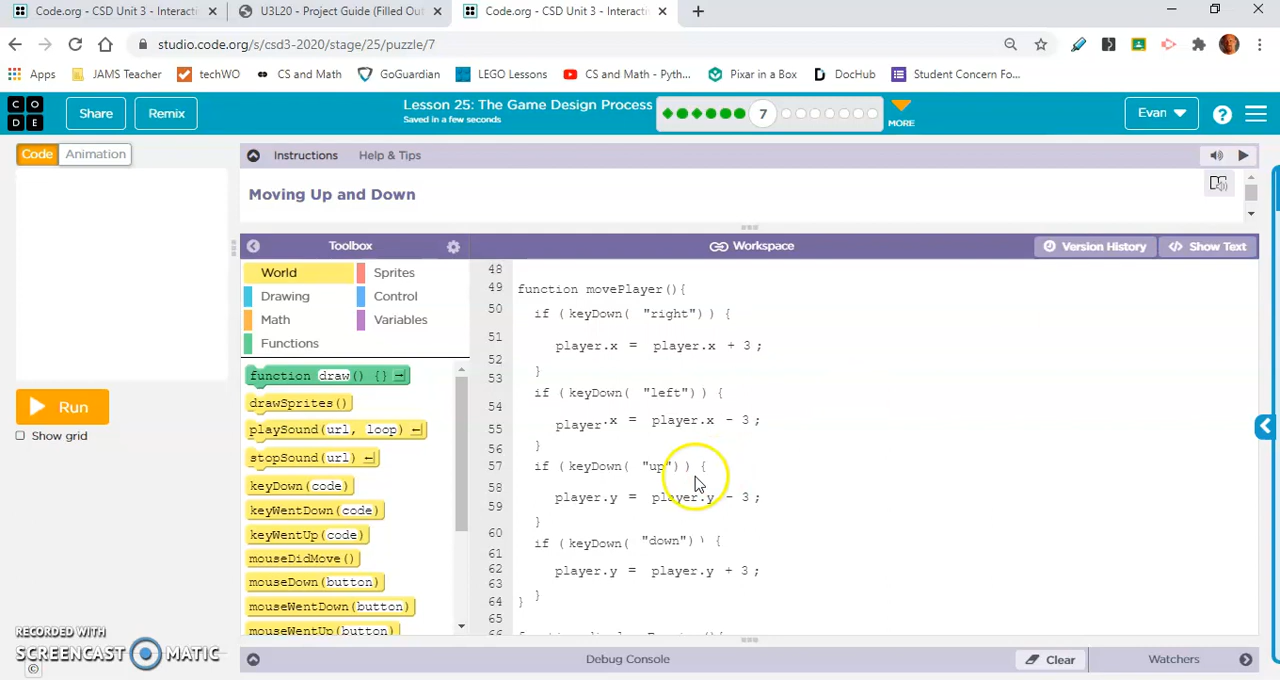 Code.org - CSD Unit 3 - Interacti
U3L20 - Project Guide (Filled Out
Code.org - CSD Unit 3 - Interacti
studio.code.org/s/csd3-2020/stage/25/puzzle/7
Apps JAMS Teacher techWO CS and Math GoGuardian LEGO Lessons CS and Math - Pyth... Pixar in a Box DocHub Student Concern Fo...
CODE
Share
Remix
Lesson 25: The Game Design Process
Saved in a few seconds
7
MORE
Evan
?
Code Animation
Instructions Help & Tips
Moving Up and Down
Toolbox
Workspace
Version History
Show Text
World Sprites
Drawing Control
Math Variables
Functions
function draw() {}
drawSprites()
playSound(url, loop)
stopSound(url)
keyDown(code)
keyWentDown(code)
keyWentUp(code)
mouseDidMove()
mouseDown(button)
mouseWentDown(button)
mouseWentUp(button)
48
49 function movePlayer(){
50 if ( keyDown( "right") ) {
51 player.x = player.x + 3 ;
52 }
53 if ( keyDown( "left") ) {
54
55 player.x = player.x - 3 ;
56 }
57 if ( keyDown( "up") ) {
58 player.y = player.y - 3 ;
59
60 }
61 if ( keyDown( "down") ) {
62 player.y = player.y + 3 ;
63 }
64 }
65
66
Run
Show grid
RECORDED WITH
SCREENCAST MATIC
©
Debug Console
Clear
Watchers